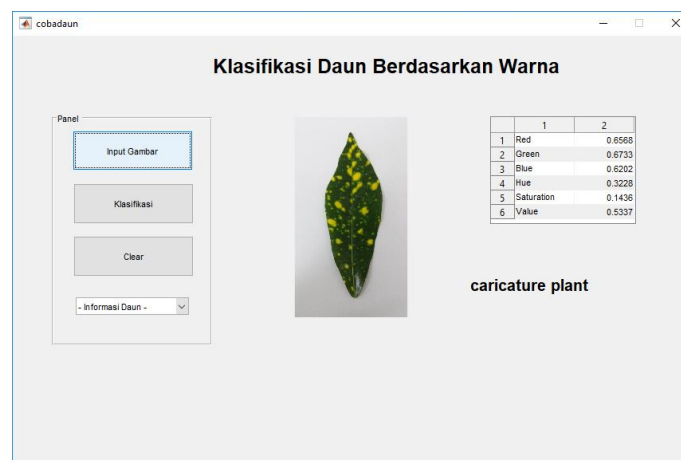 cobadaun
Klasifikasi Daun Berdasarkan Warna
Panel
Input Gambar
Klasifikasi
Clear
- Informasi Daun -
1 2
1 Red 0.6568
2 Green 0.6733
3 Blue 0.6202
4 Hue 0.3228
5 Saturation 0.1436
6 Value 0.5337
caricature plant